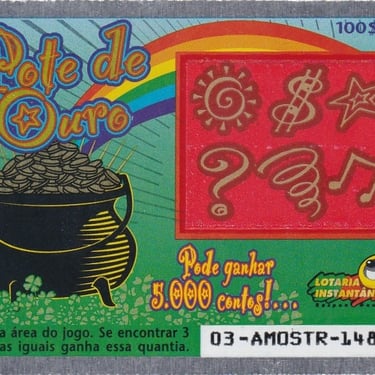 100$
Pote de
Ouro
Pode ganhar
5.000 contos!...
LOTARIA
INSTANTÂN
a área do jogo. Se encontrar 3
as iguais ganha essa quantia.
03-AMOSTR-148